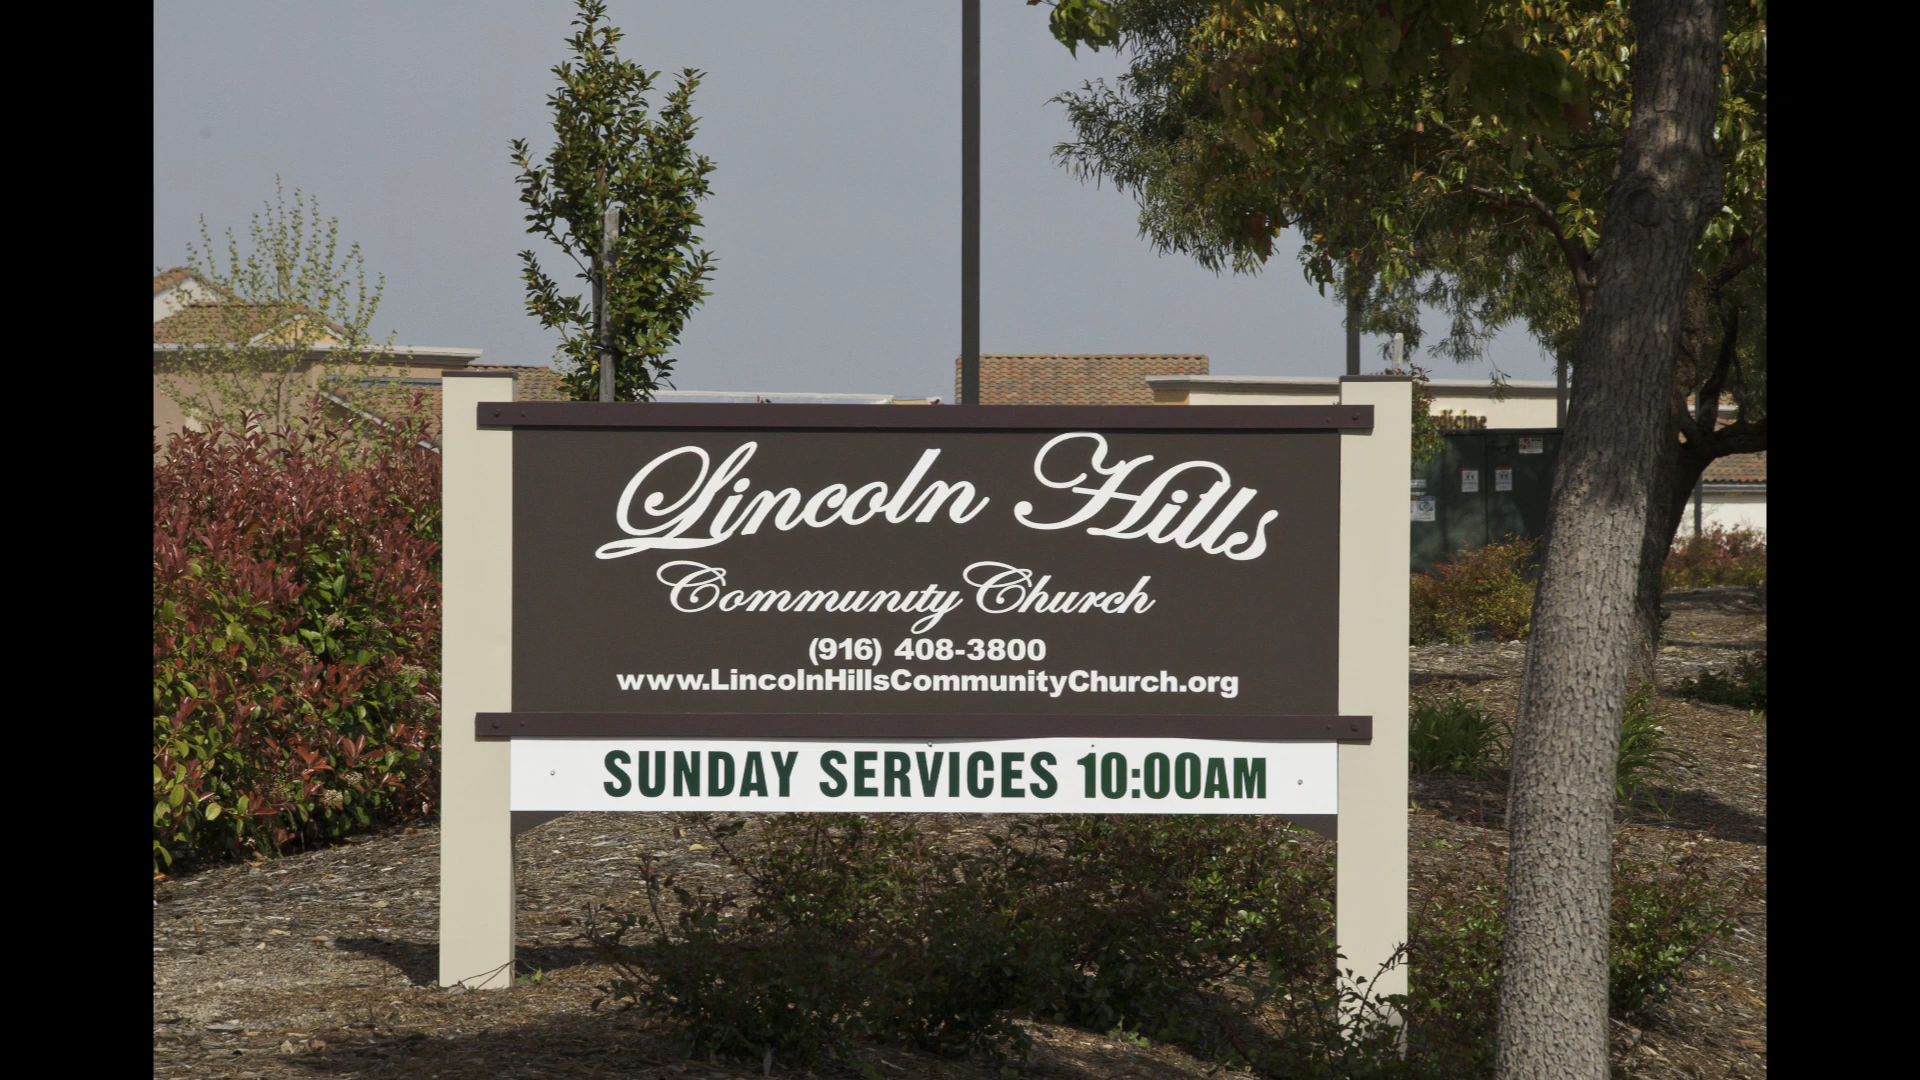 Lincoln Hills
Community Church
(916) 408-3800
www.LincolnHillsCommunityChurch.org
SUNDAY SERVICES 10:00AM